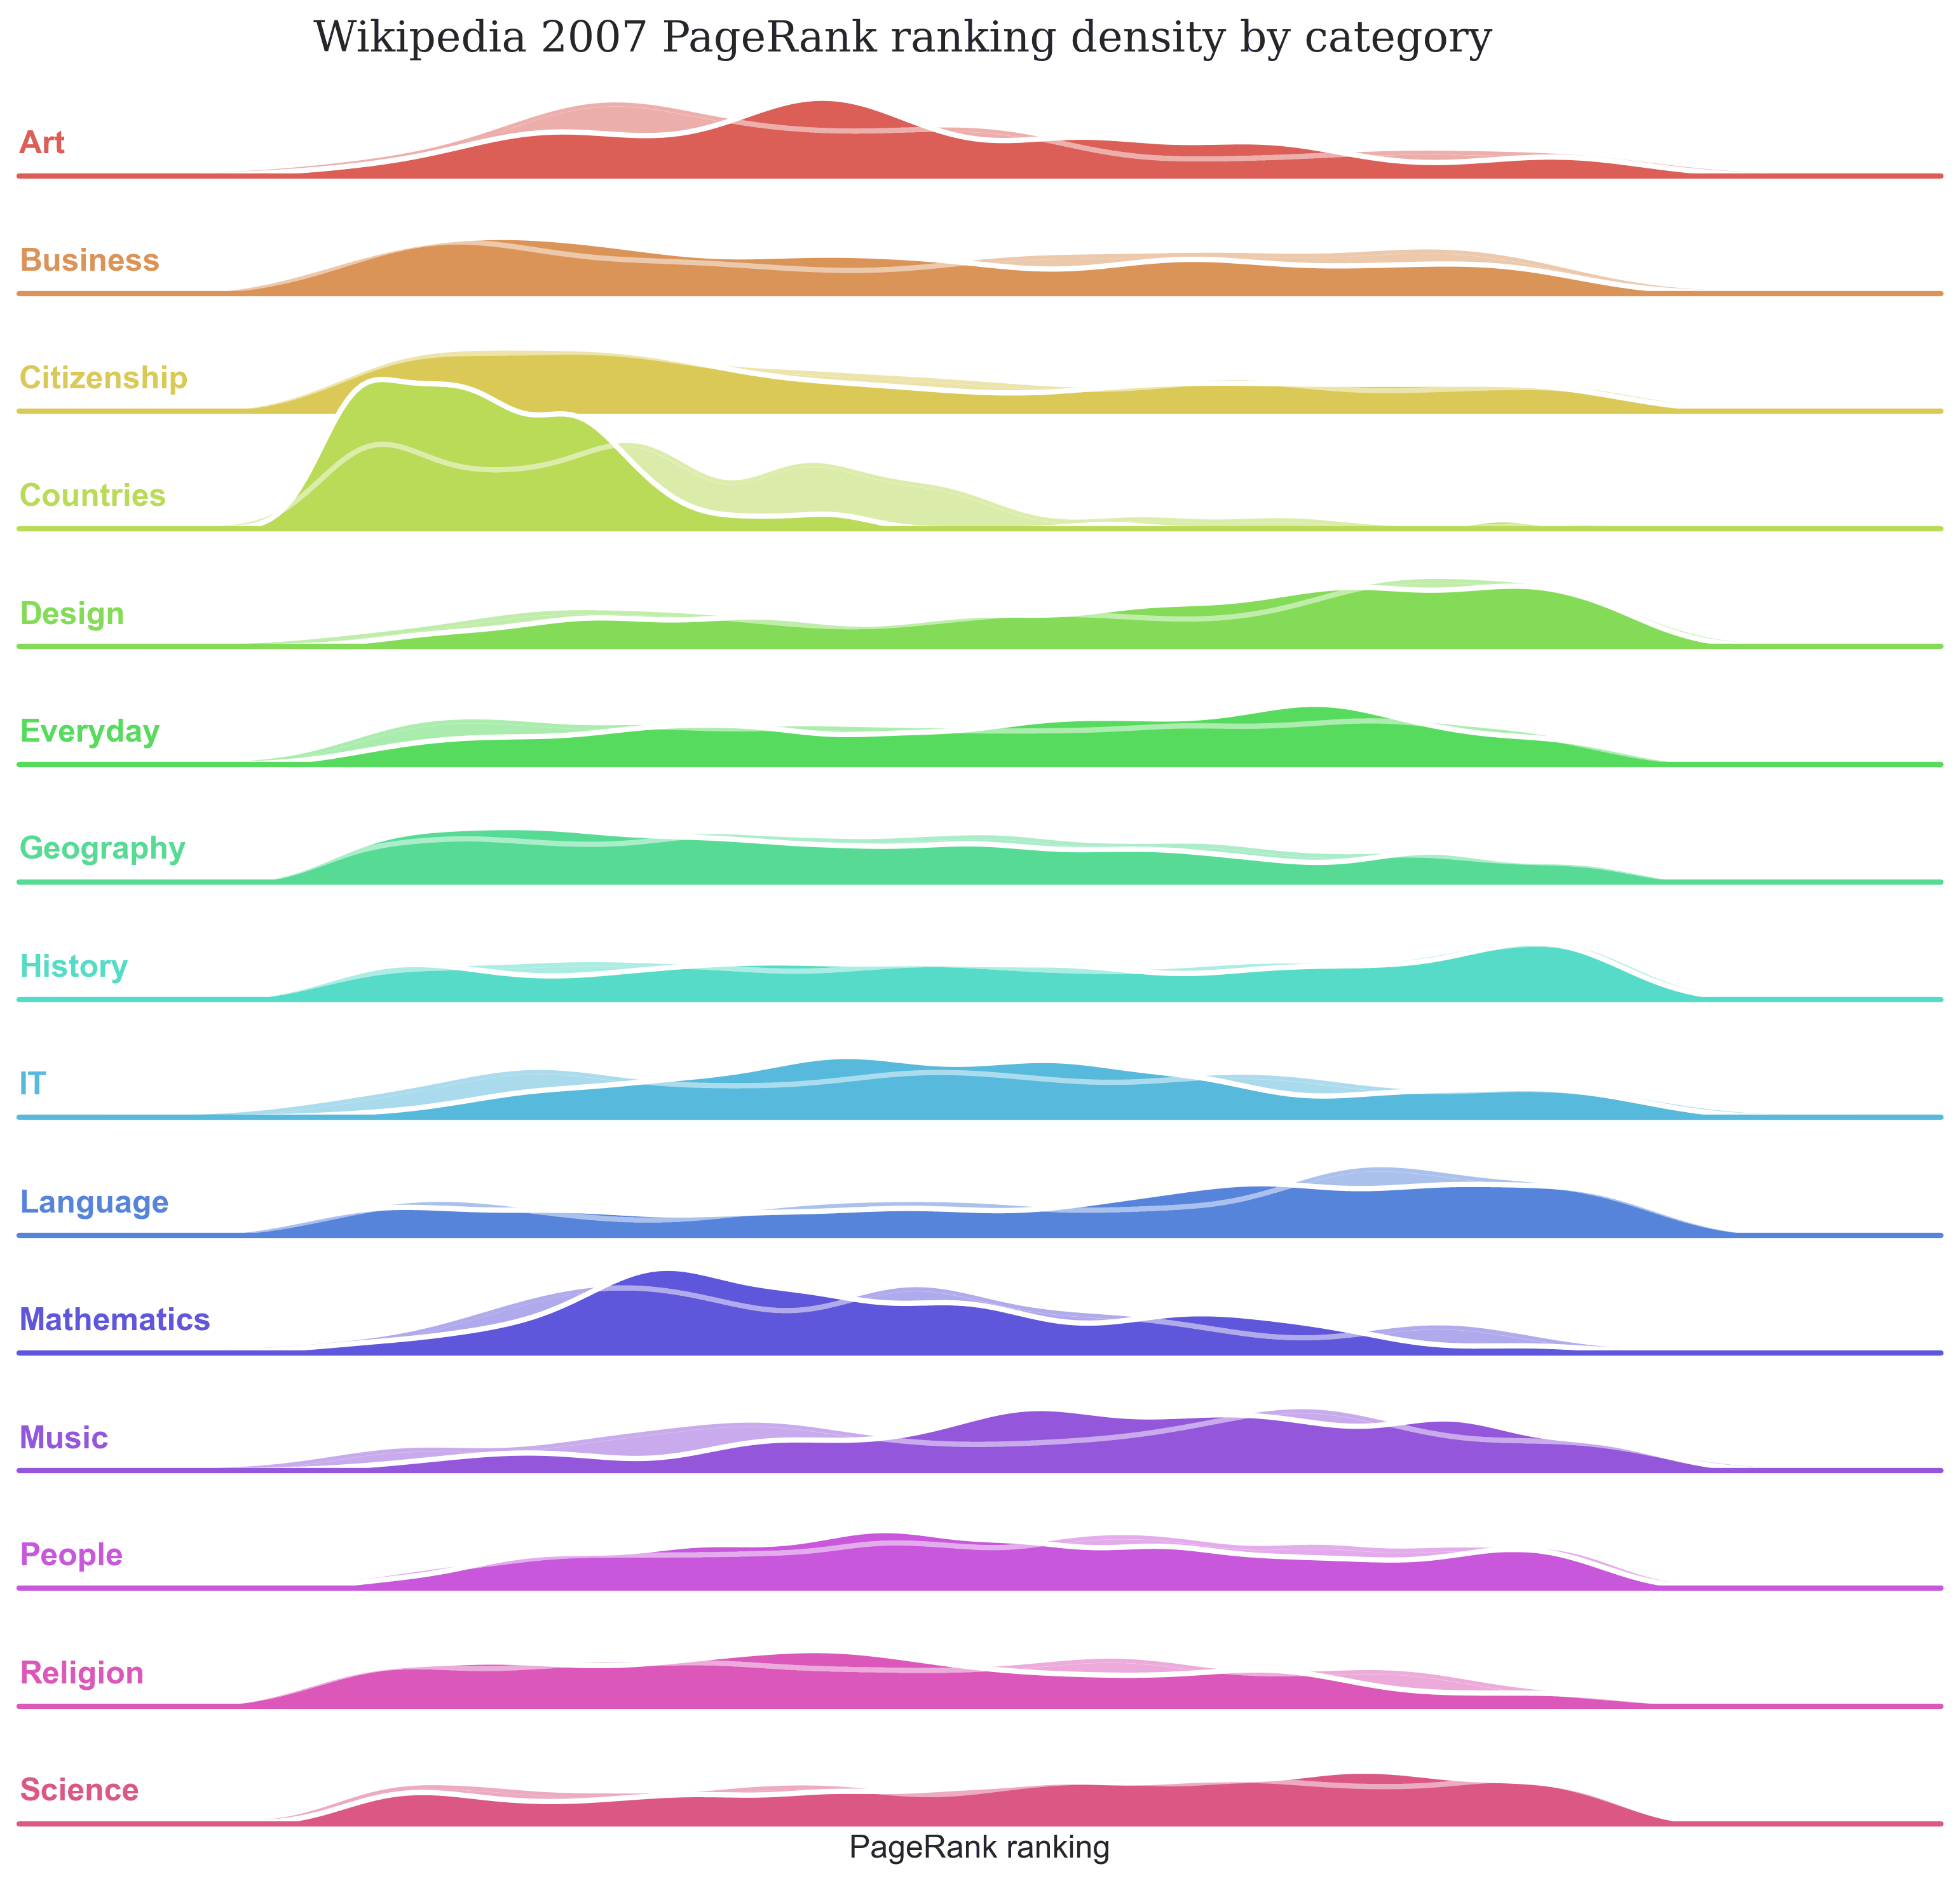 Wikipedia 2007 PageRank ranking density by category
Art
Business
Citizenship
Countries
Design
Everyday
Geography
History
IT
Language
Mathematics
Music
People
Religion
Science
PageRank ranking